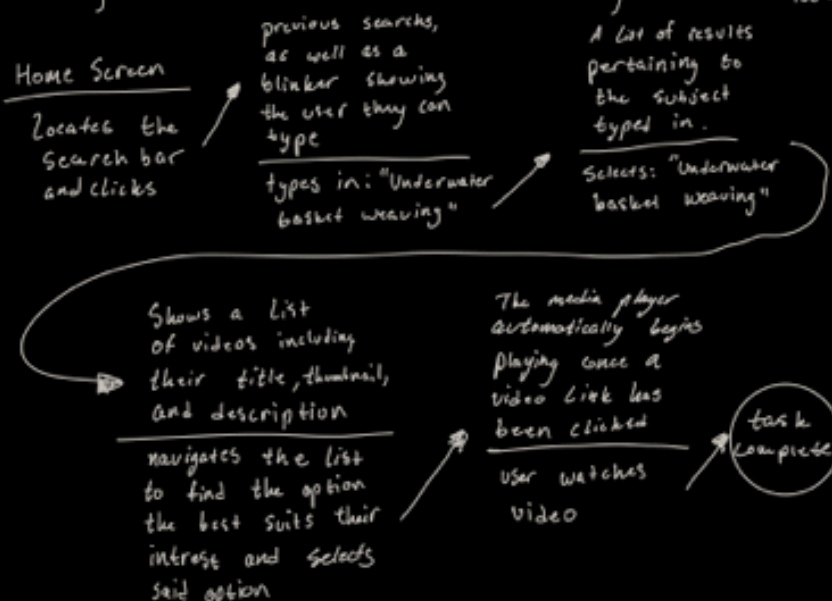 Home Screen
Locates the
search bar
and clicks
previous searchs,
as well as a
blinker showing
the user they can
type
types in: "Underwater
basket weaving"
A List of results
pertaining to
the subject
typed in.
Selects: "Underwater
basket weaving"
Shows a List
of videos including
their title, thumbnail,
and description
navigates the list
to find the option
the best suits their
intrest and selects
said option
The media player
automatically begins
playing once a
video Link has
been clicked
user watches
video
task
complete